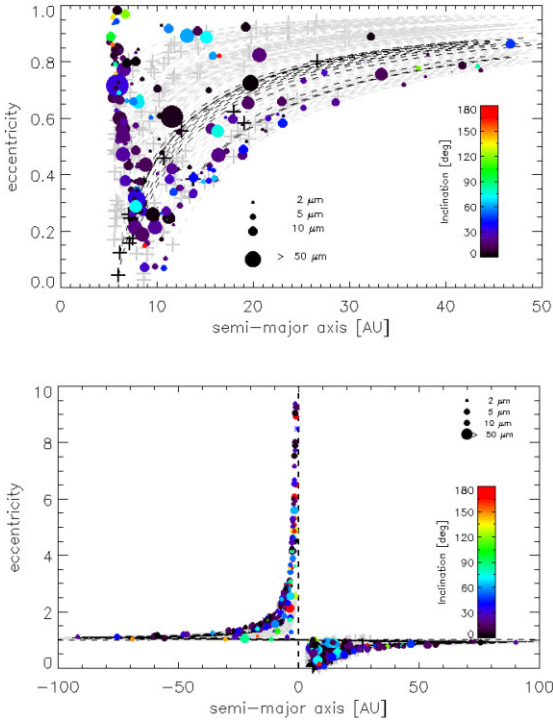 1.0
0.8
0.6
0.4
0.2
0.0
eccentricity
2 μm
5 μm
10 μm
> 50 μm
Inclination [deg]
180
150
120
90
60
30
0
0 10 20 30 40 50
semi-major axis [AU]
10
8
6
4
2
0
eccentricity
2 μm
5 μm
10 μm
> 50 μm
Inclination [deg]
180
150
120
90
60
30
0
−100 −50 0 50 100
semi-major axis [AU]